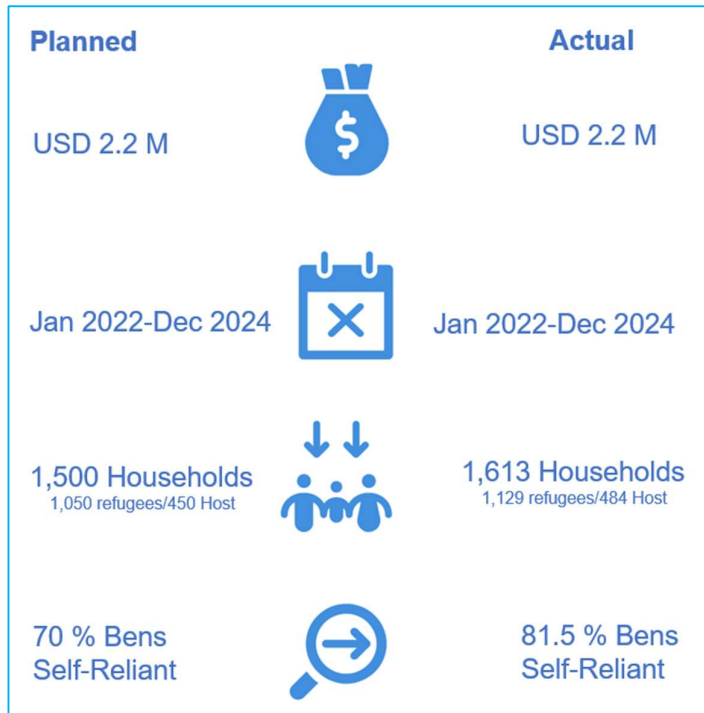 Planned
Actual
USD 2.2 M
$
USD 2.2 M
Jan 2022-Dec 2024
Jan 2022-Dec 2024
1,500 Households
1,050 refugees/450 Host
1,613 Households
1,129 refugees/484 Host
70 % Bens
Self-Reliant
81.5 % Bens
Self-Reliant